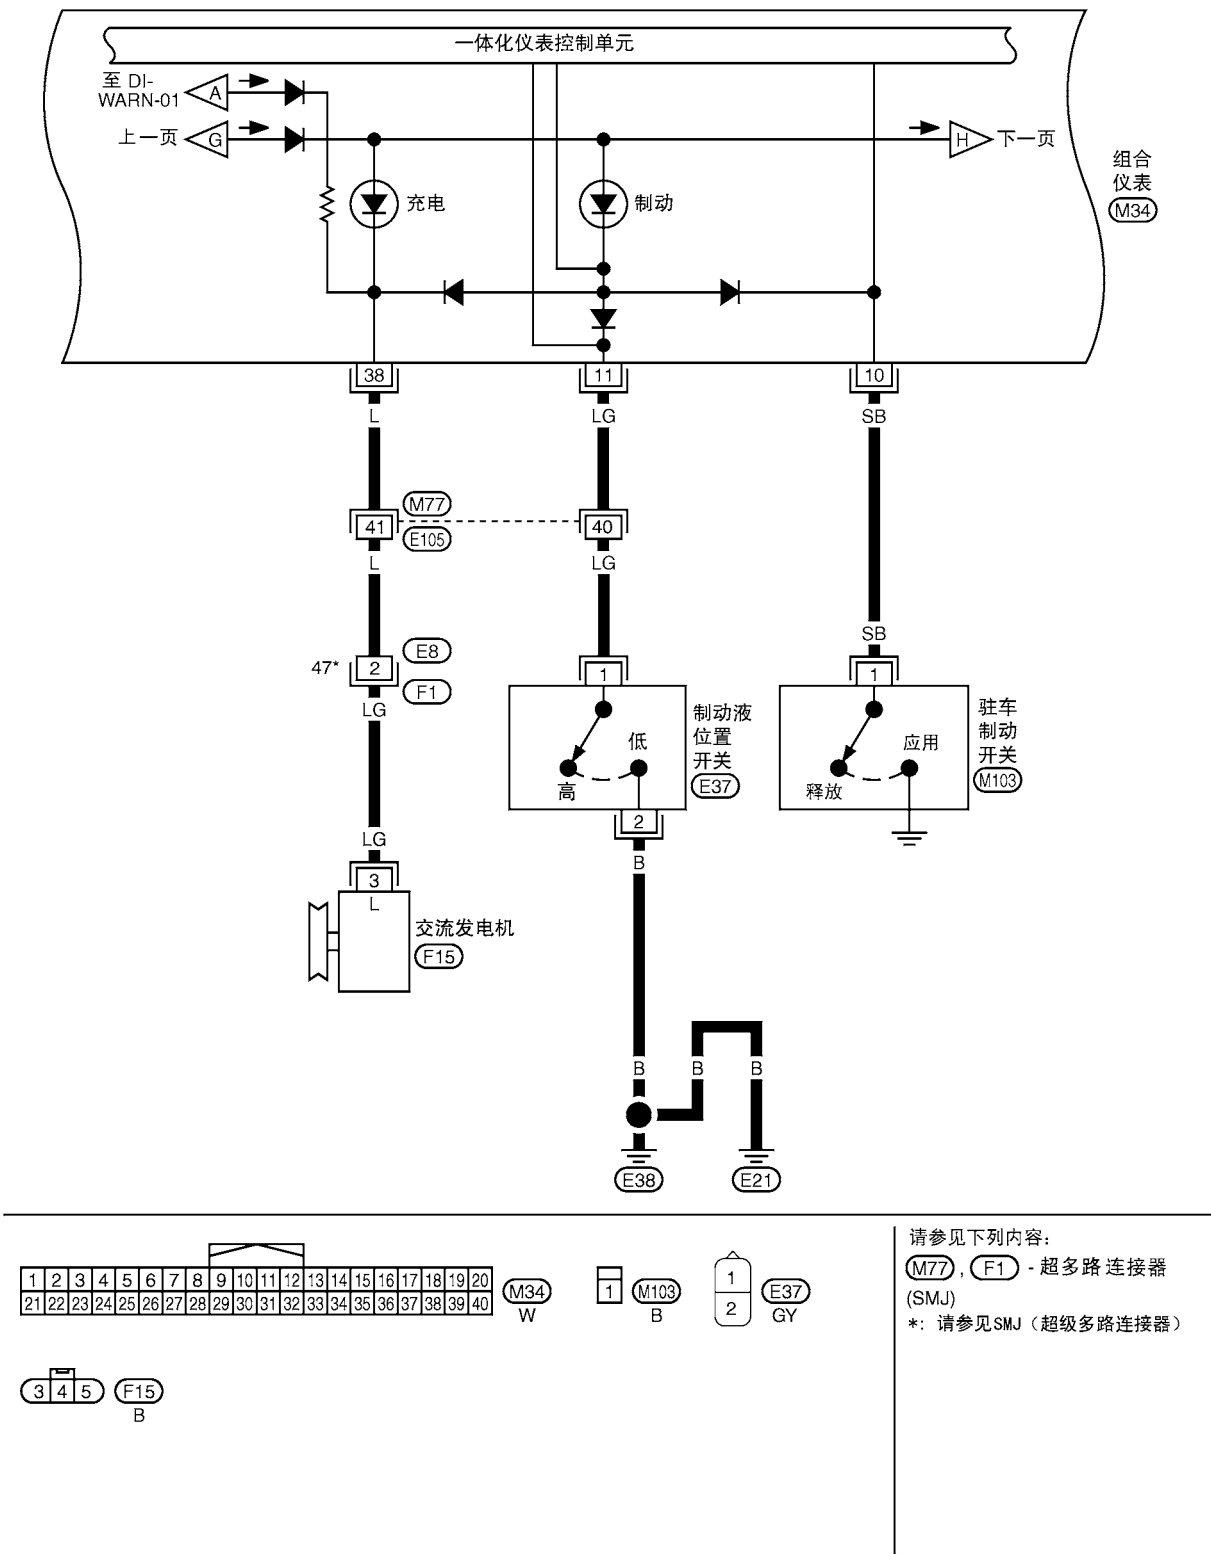 一体化仪表控制单元
至 DI-
WARN-01
A
上一页
G
H
下一页
组合
仪表
M34
充电
制动
38
11
10
L
LG
SB
M77
41
40
E105
L
LG
SB
E8
47*
2
1
1
F1
LG
制动液
位置
开关
E37
低
高
驻车
制动
开关
M103
应用
释放
2
B
LG
3
L
交流发电机
F15
B
B
B
E38
E21
1 2 3 4 5 6 7 8 9 10 11 12 13 14 15 16 17 18 19 20
21 22 23 24 25 26 27 28 29 30 31 32 33 34 35 36 37 38 39 40
M34
W
1
M103
B
1
2
E37
GY
3 4 5
F15
B
请参见下列内容:
M77 , F1 - 超多路连接器
(SMJ)
*: 请参见SMJ（超级多路连接器）